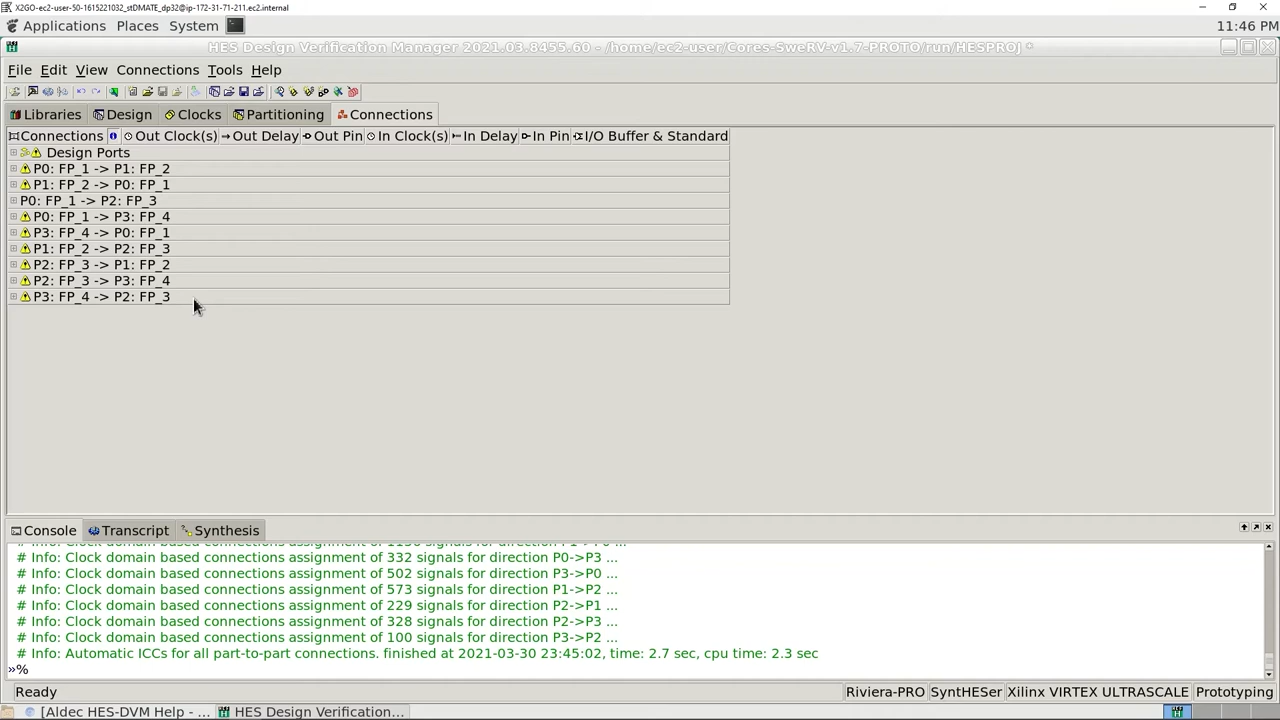 X2GO-ec2-user-50-1615221032_stDMATE_dp32@ip-172-31-71-211.ec2.internal
Applications Places System 11:46 PM
HES Design Verification Manager 2021.03.8455.60 - /home/ec2-user/Cores-SweRV-v1.7-PROTO/run/HESPROJ *
File Edit View Connections Tools Help
Libraries Design Clocks Partitioning Connections
Connections Out Clock(s) Out Delay Out Pin In Clock(s) In Delay In Pin I/O Buffer & Standard
Design Ports
P0: FP_1 -> P1: FP_2
P1: FP_2 -> P0: FP_1
P0: FP_1 -> P2: FP_3
P0: FP_1 -> P3: FP_4
P3: FP_4 -> P0: FP_1
P1: FP_2 -> P2: FP_3
P2: FP_3 -> P1: FP_2
P2: FP_3 -> P3: FP_4
P3: FP_4 -> P2: FP_3
Console Transcript Synthesis
# Info: Clock domain based connections assignment of 332 signals for direction P0->P3 ...
# Info: Clock domain based connections assignment of 502 signals for direction P3->P0 ...
# Info: Clock domain based connections assignment of 573 signals for direction P1->P2 ...
# Info: Clock domain based connections assignment of 229 signals for direction P2->P1 ...
# Info: Clock domain based connections assignment of 328 signals for direction P2->P3 ...
# Info: Clock domain based connections assignment of 100 signals for direction P3->P2 ...
# Info: Automatic ICCs for all part-to-part connections. finished at 2021-03-30 23:45:02, time: 2.7 sec, cpu time: 2.3 sec
»%
Ready Riviera-PRO SyntHESer Xilinx VIRTEX ULTRASCALE Prototyping
[Aldec HES-DVM Help - ... HES Design Verification...